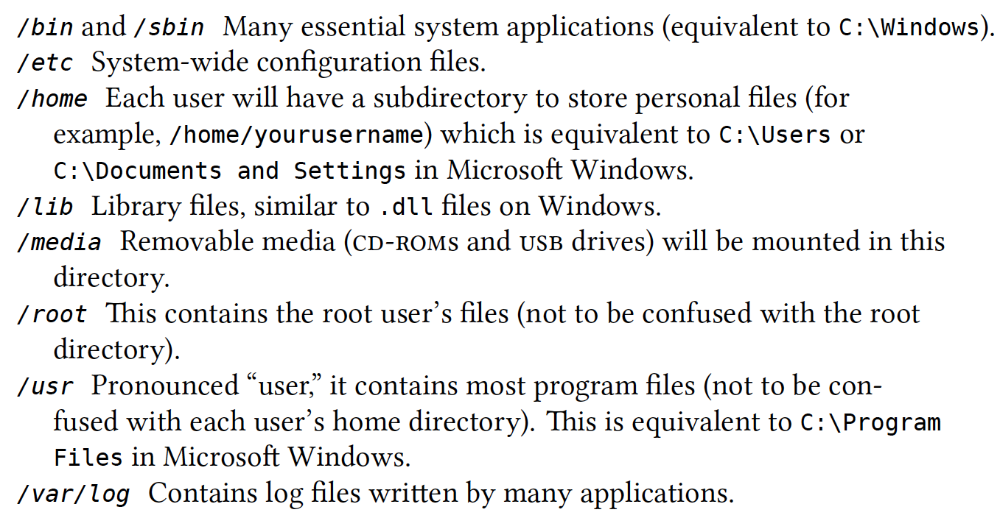 /bin and /sbin Many essential system applications (equivalent to C:\Windows).
/etc System-wide configuration files.
/home Each user will have a subdirectory to store personal files (for
example, /home/yourusername) which is equivalent to C:\Users or
C:\Documents and Settings in Microsoft Windows.
/lib Library files, similar to .dll files on Windows.
/media Removable media (CD-ROMs and USB drives) will be mounted in this
directory.
/root This contains the root user’s files (not to be confused with the root
directory).
/usr Pronounced “user,” it contains most program files (not to be con-
fused with each user’s home directory). This is equivalent to C:\Program
Files in Microsoft Windows.
/var/log Contains log files written by many applications.